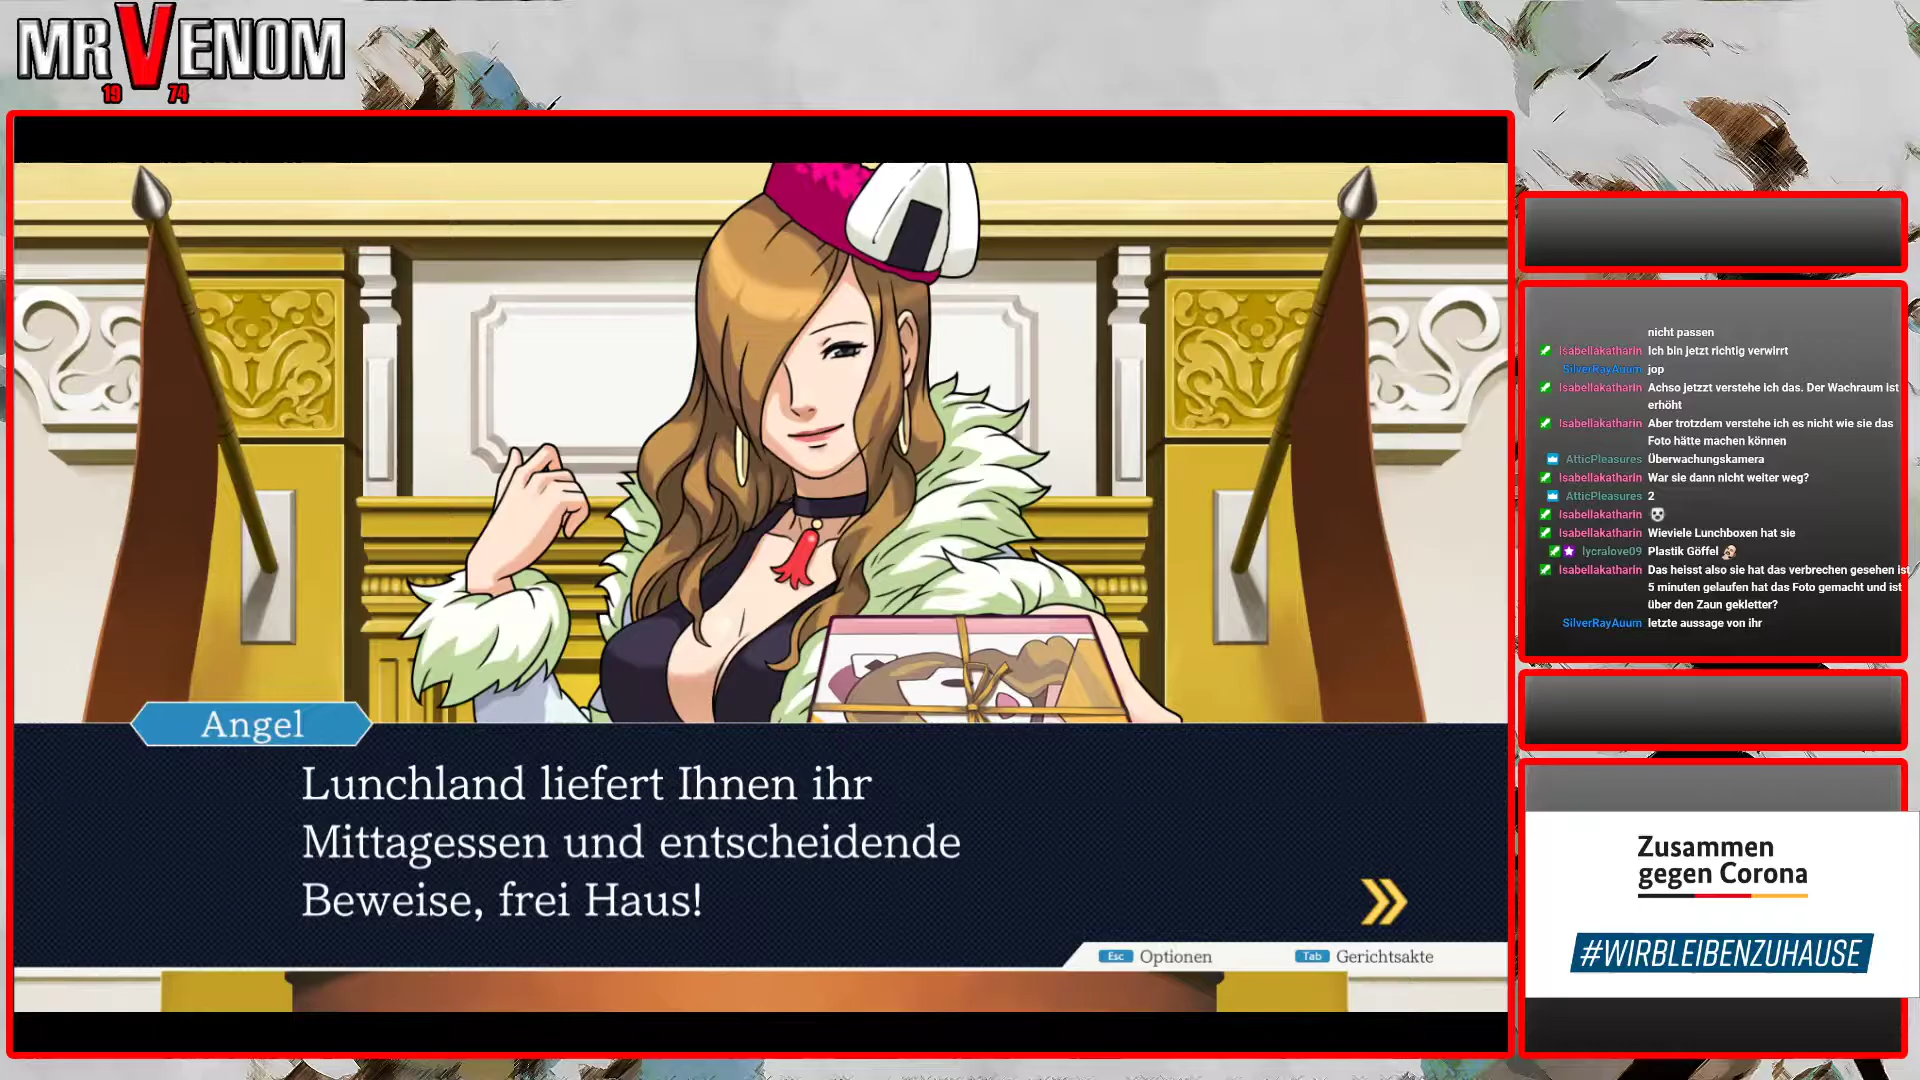 MRVENOM
19 74
Angel
Lunchland liefert Ihnen ihr
Mittagessen und entscheidende
Beweise, frei Haus!
Esc Optionen Tab Gerichtsakte
nicht passen
Isabellakatharin Ich bin jetzt richtig verwirrt
SilverRayAuum jop
Isabellakatharin Achso jetzzt verstehe ich das. Der Wachraum ist
erhöht
Isabellakatharin Aber trotzdem verstehe ich es nicht wie sie das
Foto hätte machen können
AtticPleasures Überwachungskamera
Isabellakatharin War sie dann nicht weiter weg?
AtticPleasures 2
Isabellakatharin
Isabellakatharin Wieviele Lunchboxen hat sie
lycralove09 Plastik Göffel
Isabellakatharin Das heisst also sie hat das verbrechen gesehen ist
5 minuten gelaufen hat das Foto gemacht und ist
über den Zaun gekletter?
SilverRayAuum letzte aussage von ihr
Zusammen
gegen Corona
#WIRBLEIBENZUHAUSE